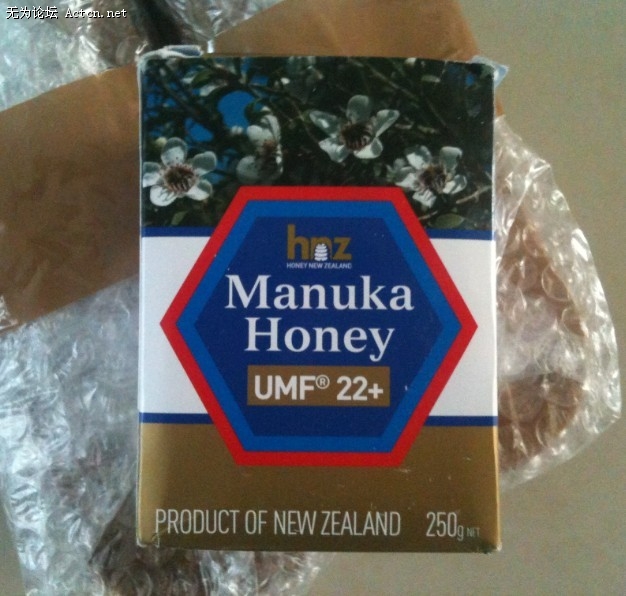 无为论坛 Actcn.net
hnz
HONEY NEW ZEALAND
Manuka
Honey
UMF® 22+
PRODUCT OF NEW ZEALAND 250g NET